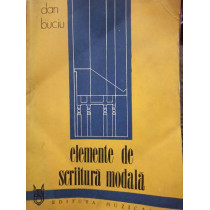 dan
buciu
elemente de
scriitură modală
EDITURA MUZICALĂ